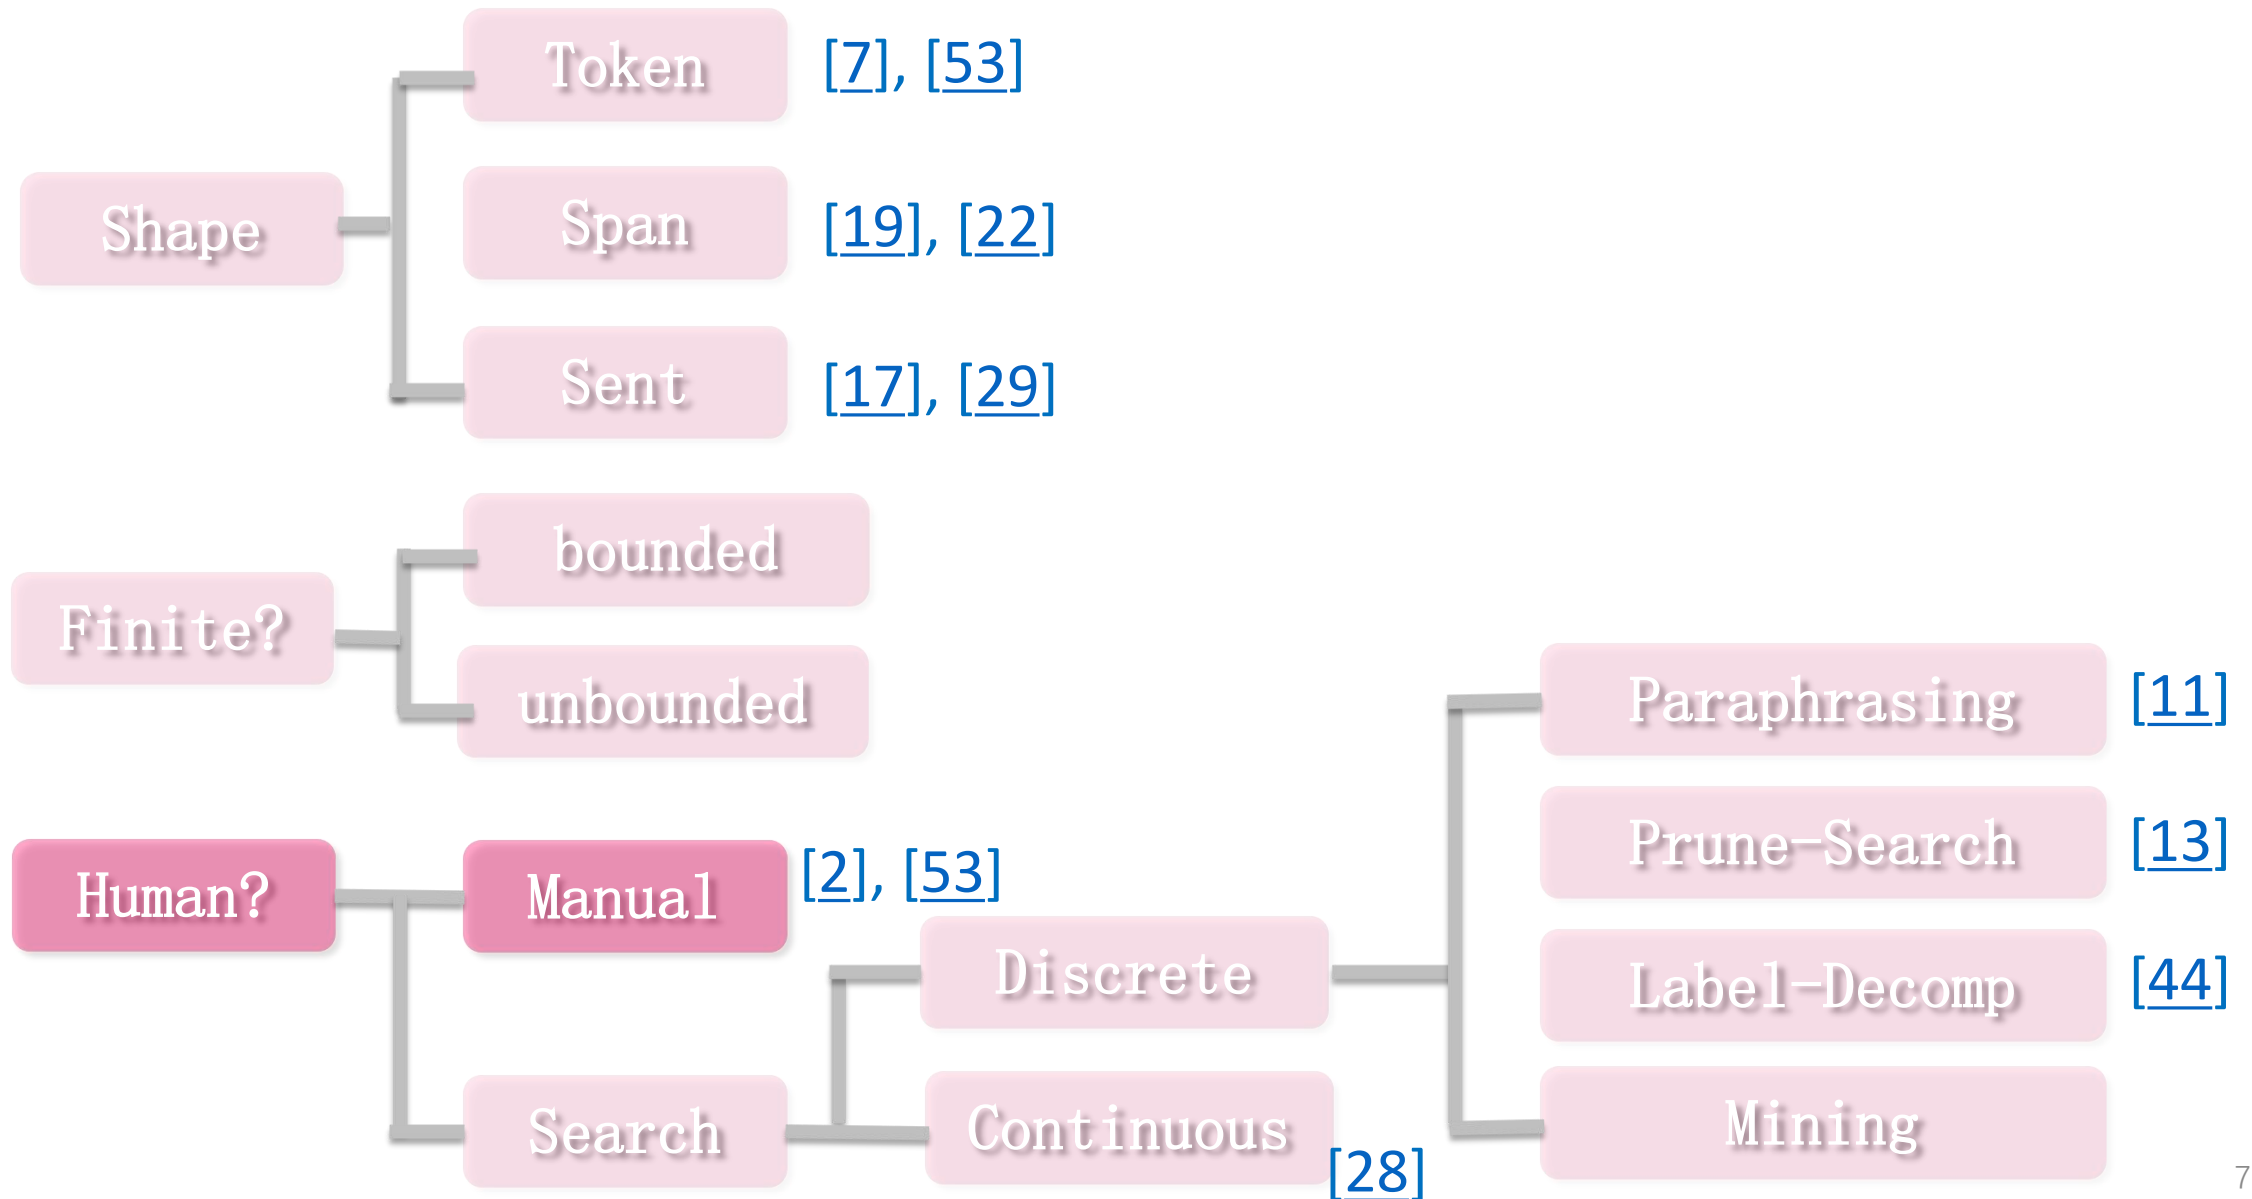 Token [7], [53]
Shape
Span [19], [22]
Sent [17], [29]
bounded
Finite?
unbounded
Paraphrasing [11]
Prune-Search [13]
Human?
Manual [2], [53]
Discrete
Label-Decomp [44]
Search
Continuous [28]
Mining
7